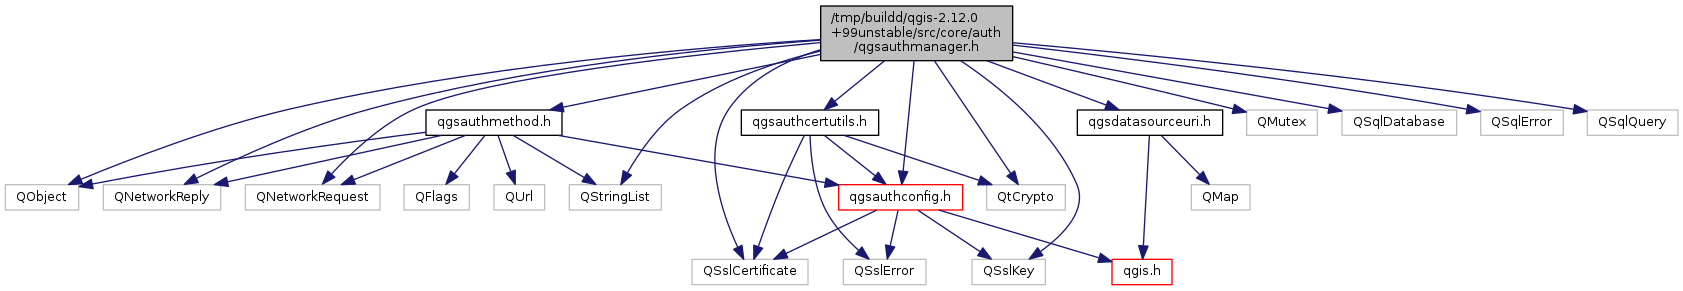 /tmp/buildd/qgis-2.12.0
+99unstable/src/core/auth
/qgsauthmanager.h
qgsauthmethod.h
qgsauthcertutils.h
qgsdatasourceuri.h
QMutex
QSqlDatabase
QSqlError
QSqlQuery
QObject
QNetworkReply
QNetworkRequest
QFlags
QUrl
QStringList
qgsauthconfig.h
QtCrypto
QMap
QSslCertificate
QSslError
QSslKey
qgis.h